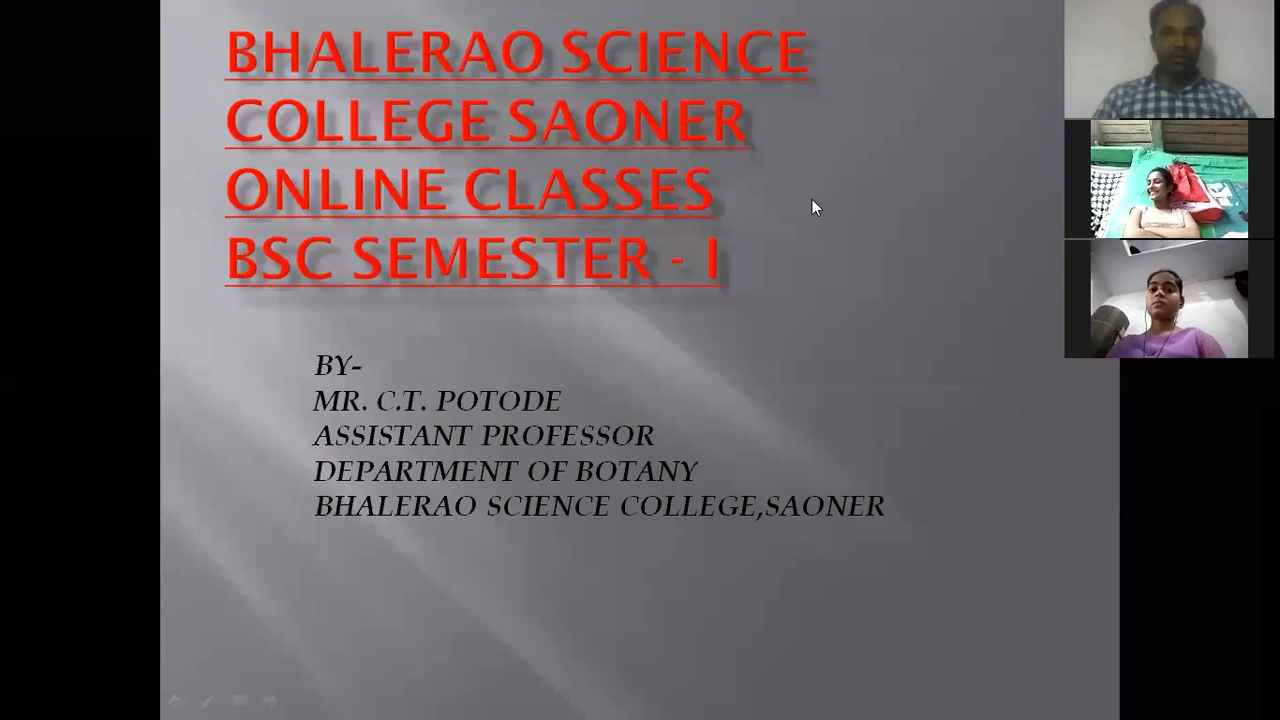 BHALERAO SCIENCE
COLLEGE SAONER
ONLINE CLASSES
BSC SEMESTER - I
BY-
MR. C.T. POTODE
ASSISTANT PROFESSOR
DEPARTMENT OF BOTANY
BHALERAO SCIENCE COLLEGE,SAONER